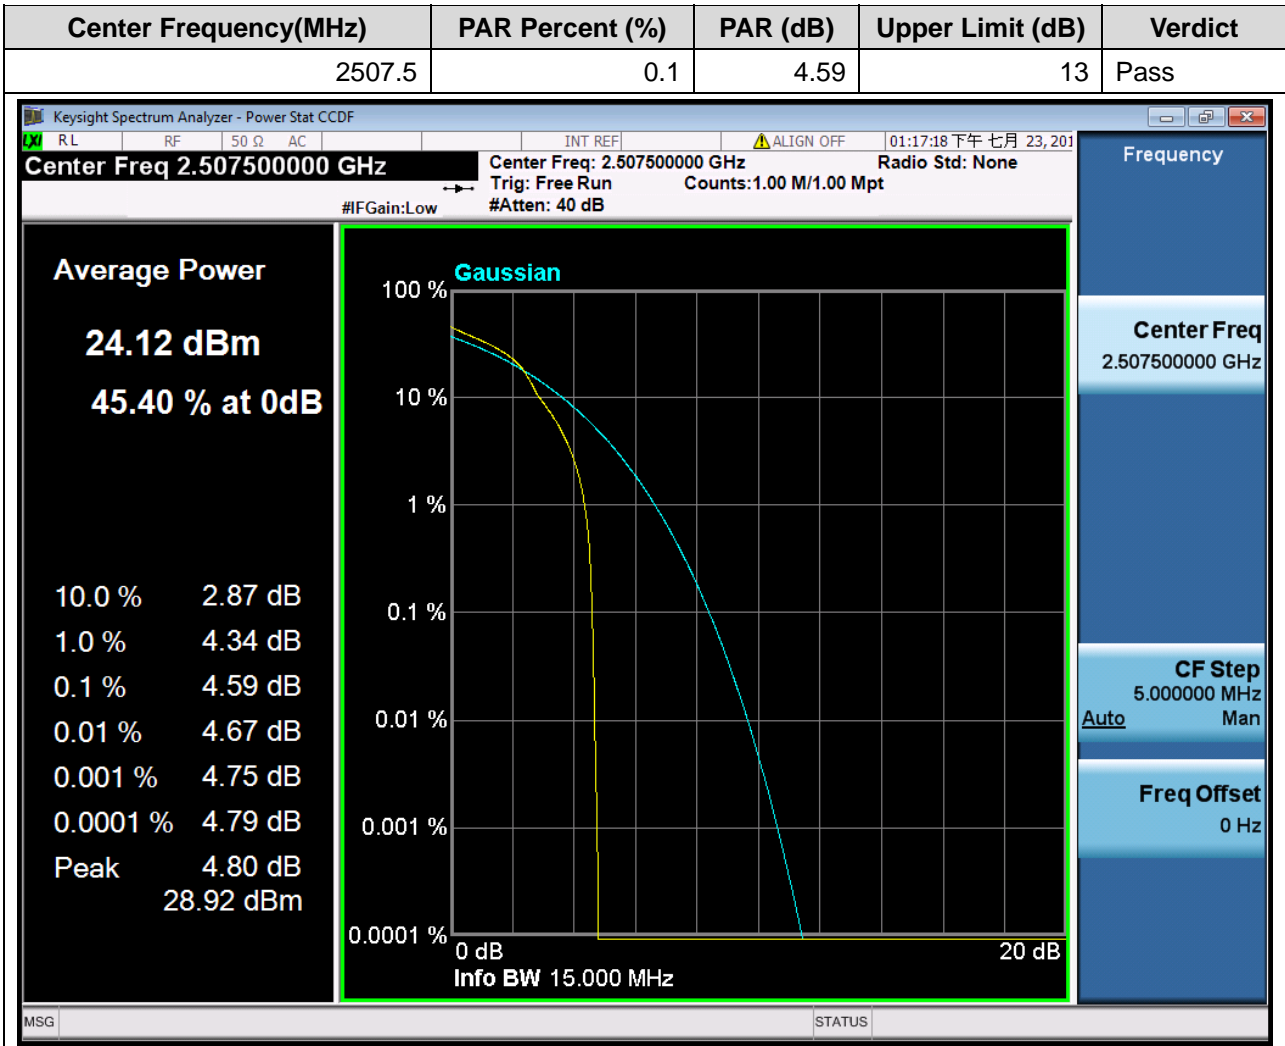 Center Frequency(MHz) PAR Percent (%) PAR (dB) Upper Limit (dB) Verdict
2507.5 0.1 4.59 13 Pass
Keysight Spectrum Analyzer - Power Stat CCDF
LXI RL RF 50 Ω AC INT REF ALIGN OFF 01:17:18 下午 七月 23, 201
Center Freq 2.507500000 GHz
Center Freq: 2.507500000 GHz Radio Std: None
Trig: Free Run Counts:1.00 M/1.00 Mpt
#IFGain:Low #Atten: 40 dB
Frequency
Average Power
24.12 dBm
45.40 % at 0dB
10.0 % 2.87 dB
1.0 % 4.34 dB
0.1 % 4.59 dB
0.01 % 4.67 dB
0.001 % 4.75 dB
0.0001 % 4.79 dB
Peak 4.80 dB
28.92 dBm
Gaussian
100 %
10 %
1 %
0.1 %
0.01 %
0.001 %
0.0001 %
0 dB 20 dB
Info BW 15.000 MHz
Center Freq
2.507500000 GHz
CF Step
5.000000 MHz
Auto Man
Freq Offset
0 Hz
MSG STATUS